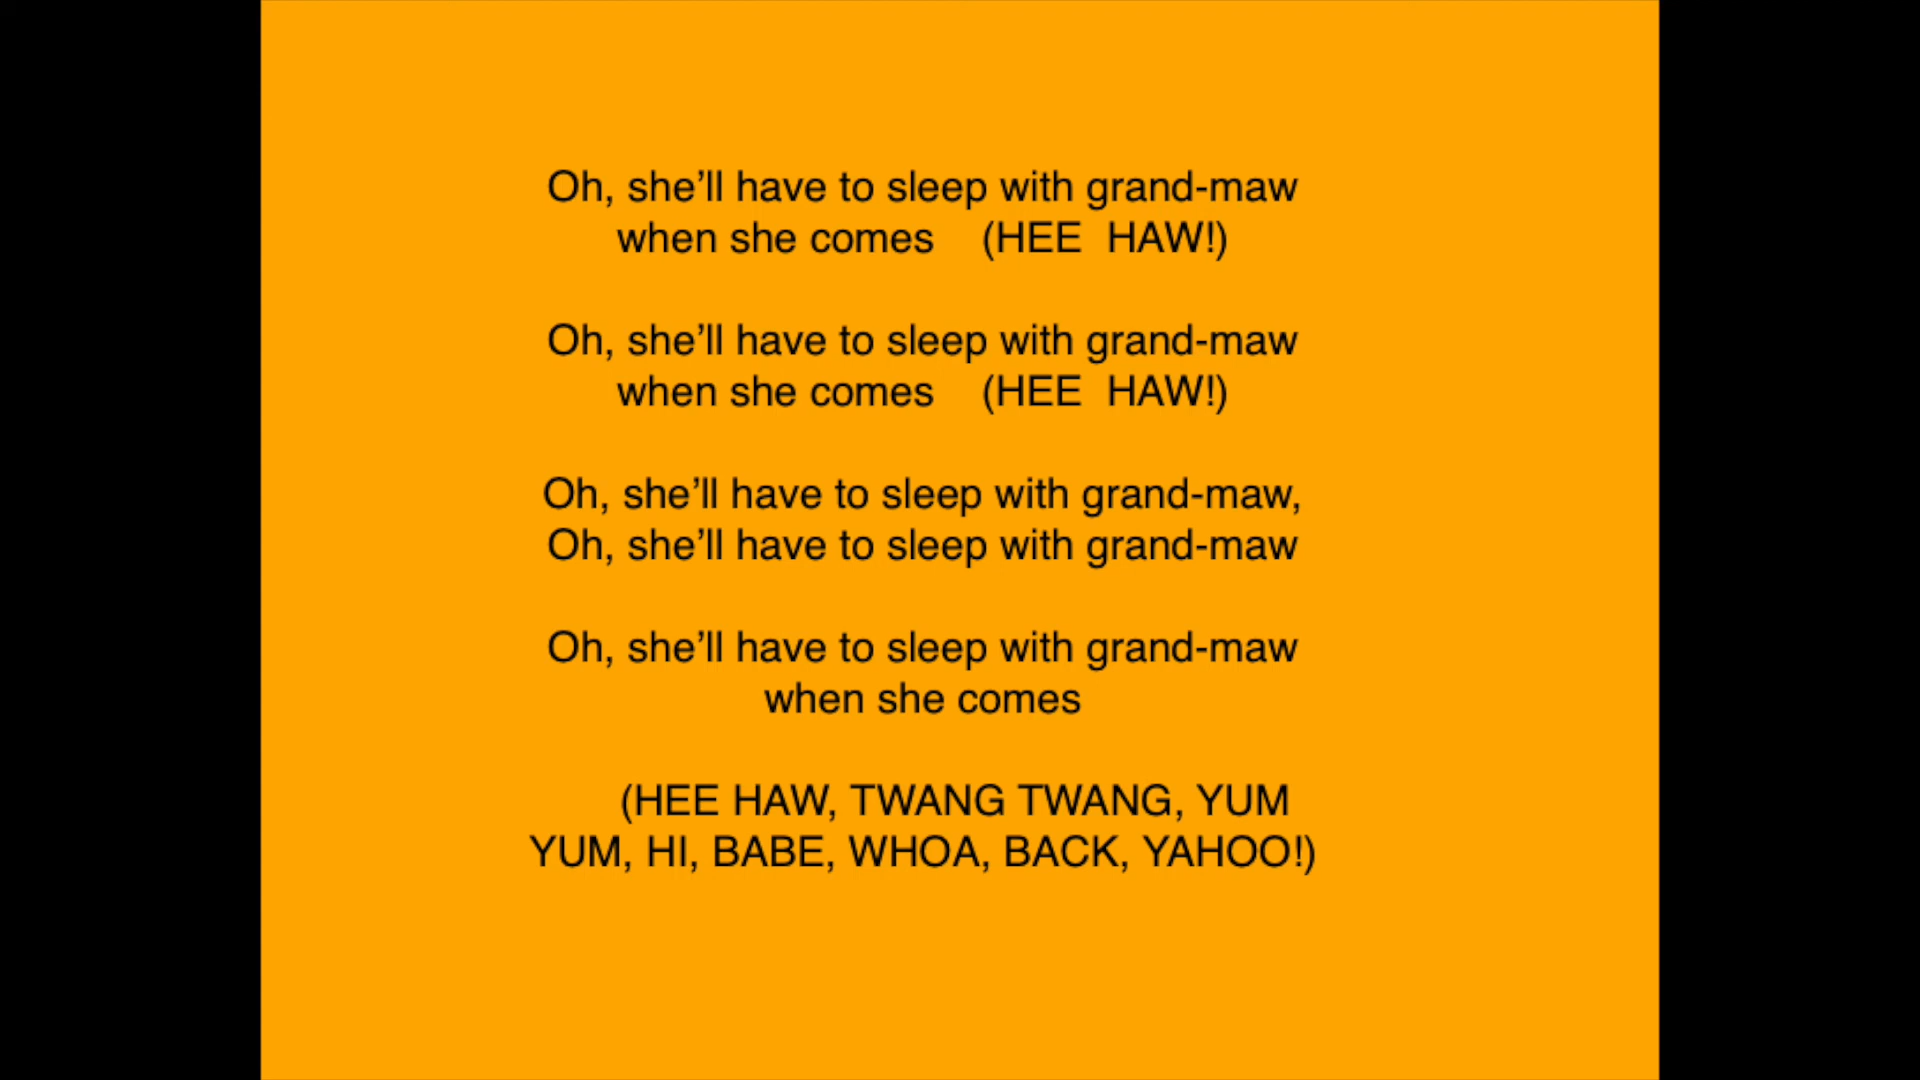 Oh, she’ll have to sleep with grand-maw
when she comes    (HEE  HAW!)
Oh, she’ll have to sleep with grand-maw
when she comes    (HEE  HAW!)
Oh, she’ll have to sleep with grand-maw,
Oh, she’ll have to sleep with grand-maw
Oh, she’ll have to sleep with grand-maw
when she comes
(HEE HAW, TWANG TWANG, YUM
YUM, HI, BABE, WHOA, BACK, YAHOO!)